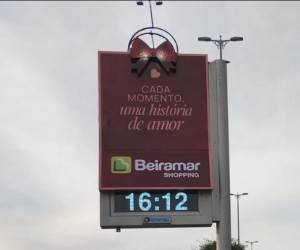 CADA
MOMENTO,
uma história
de amor
Beiramar
SHOPPING
16:12